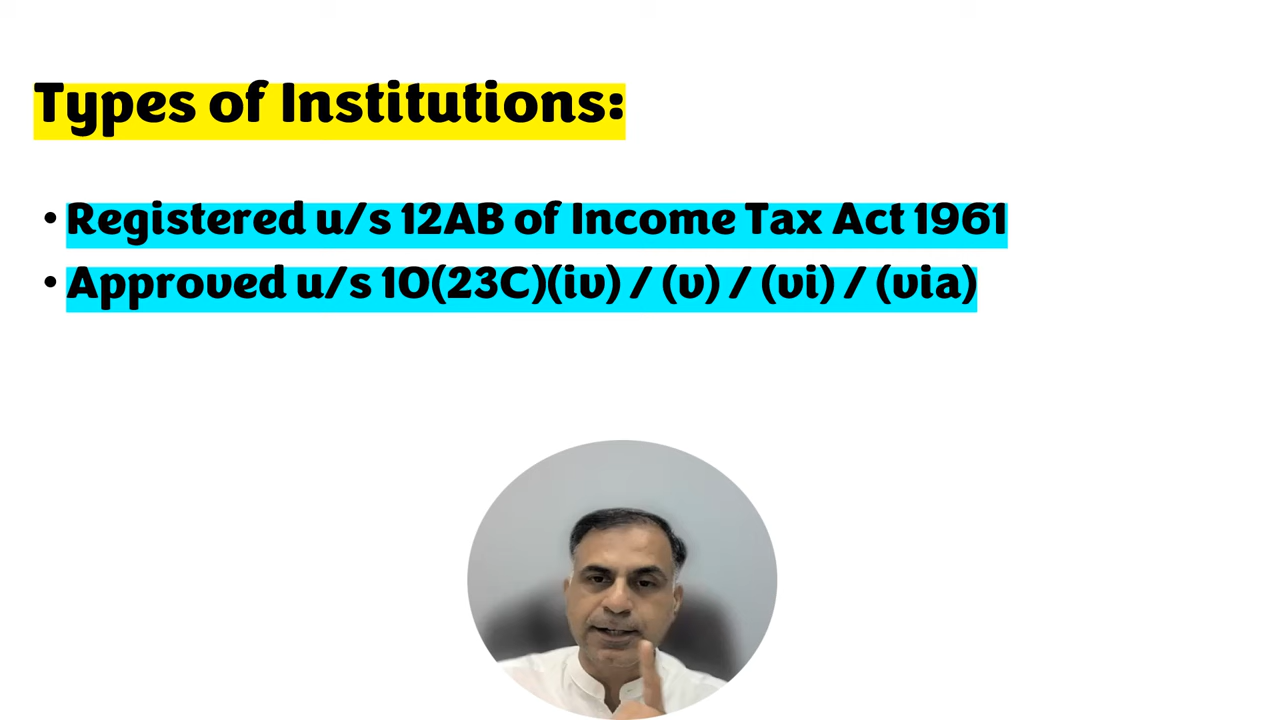 Types of Institutions:
• Registered u/s 12AB of Income Tax Act 1961
• Approved u/s 10(23C)(iv) / (v) / (vi) / (via)